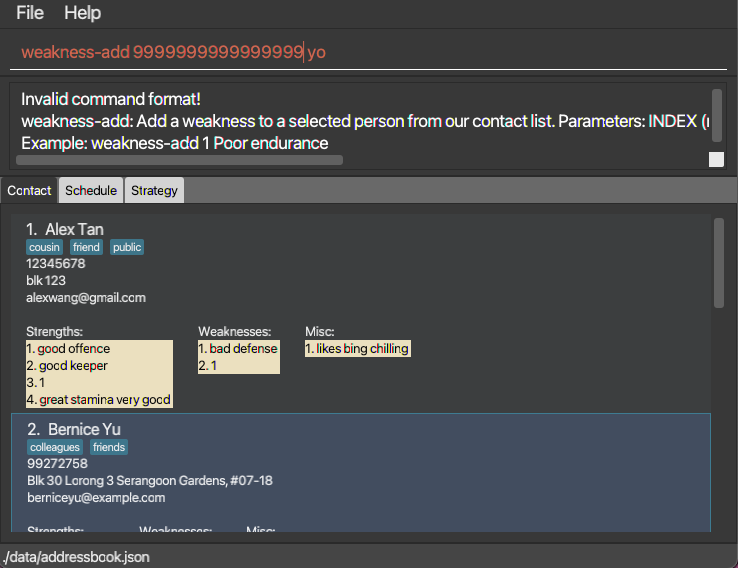 File Help
weakness-add 9999999999999999 yo
Invalid command format!
weakness-add: Add a weakness to a selected person from our contact list. Parameters: INDEX
Example: weakness-add 1 Poor endurance
Contact Schedule Strategy
1. Alex Tan
cousin friend public
12345678
blk 123
alexwang@gmail.com
Strengths: Weaknesses: Misc:
1. good offence 1. bad defense 1. likes bing chilling
2. good keeper 2. 1
3. 1
4. great stamina very good
2. Bernice Yu
colleagues friends
99272758
Blk 30 Lorong 3 Serangoon Gardens, #07-18
berniceyu@example.com
Strengths: Weaknesses: Misc:
./data/addressbook.json